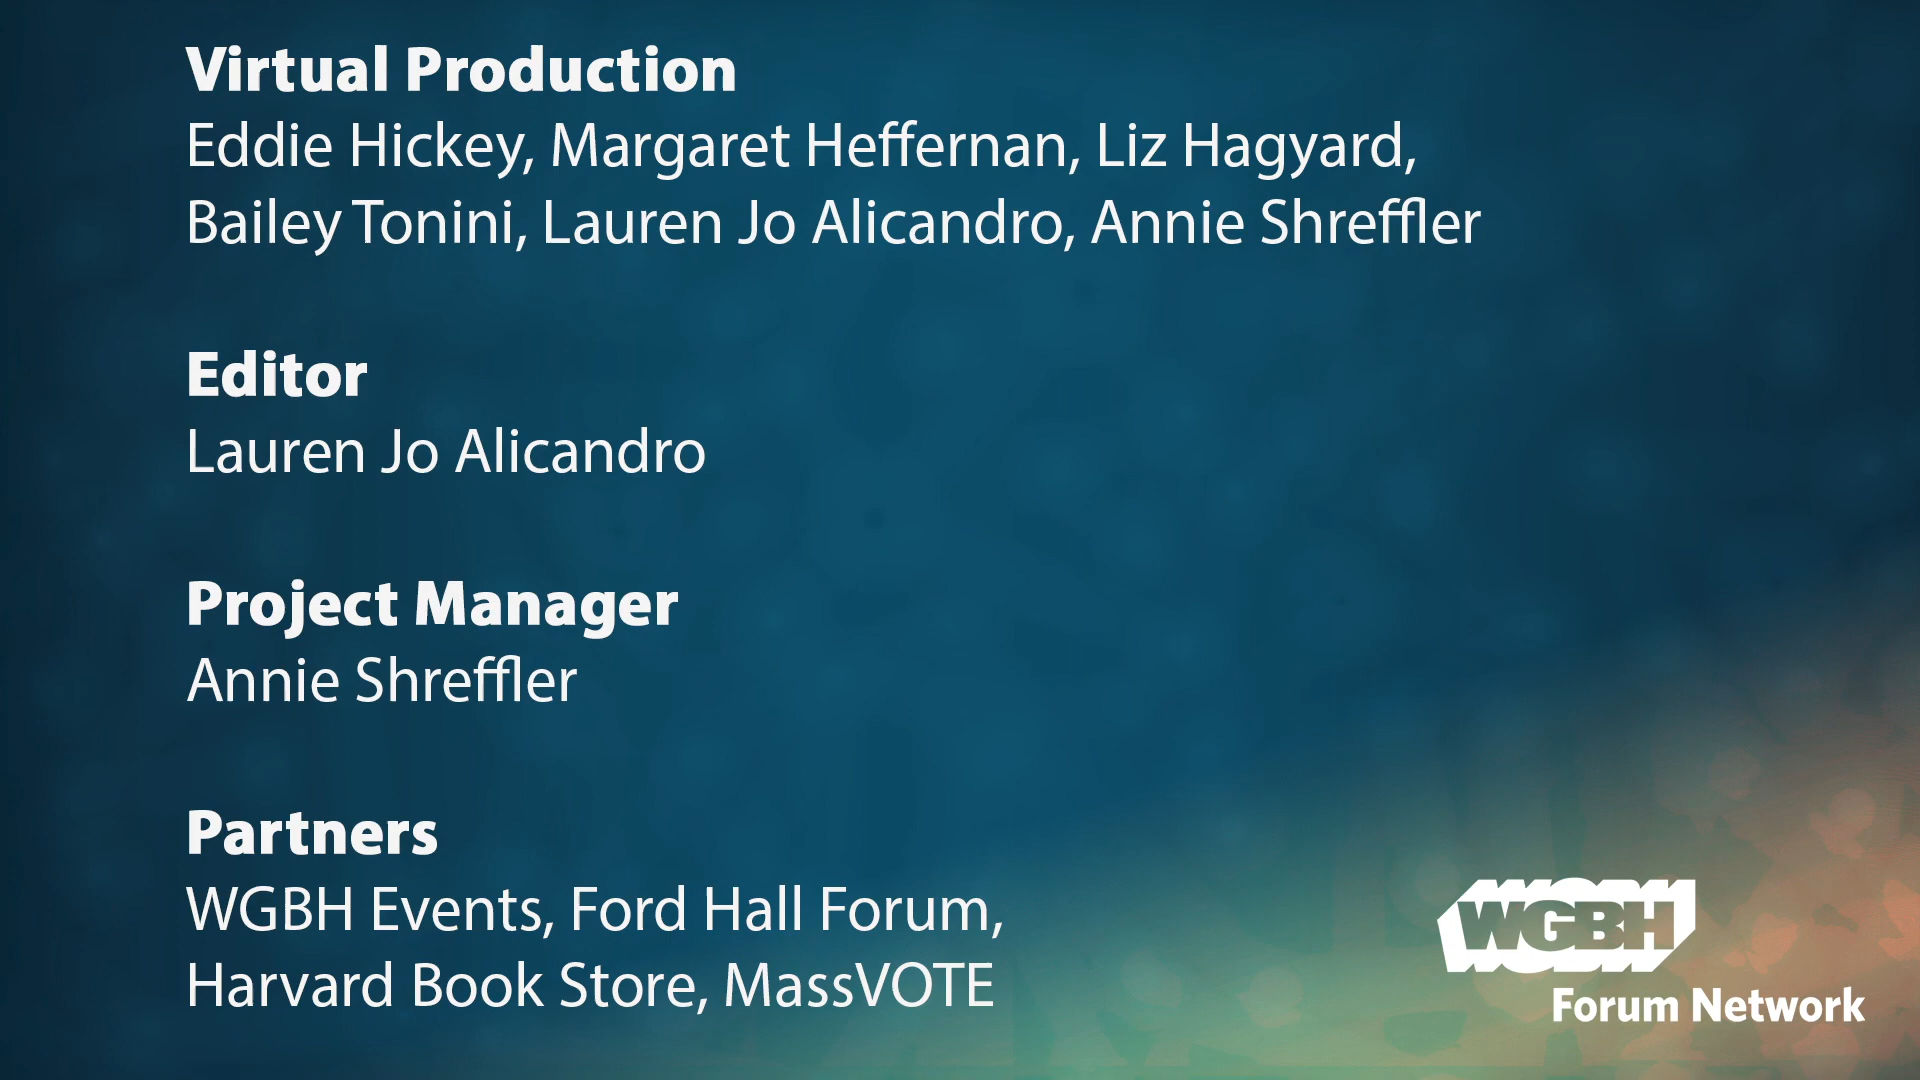 Virtual Production
Eddie Hickey, Margaret Heffernan, Liz Hagyard,
Bailey Tonini, Lauren Jo Alicandro, Annie Shreffler
Editor
Lauren Jo Alicandro
Project Manager
Annie Shreffler
Partners
WGBH Events, Ford Hall Forum,
Harvard Book Store, MassVOTE
WGBH
Forum Network